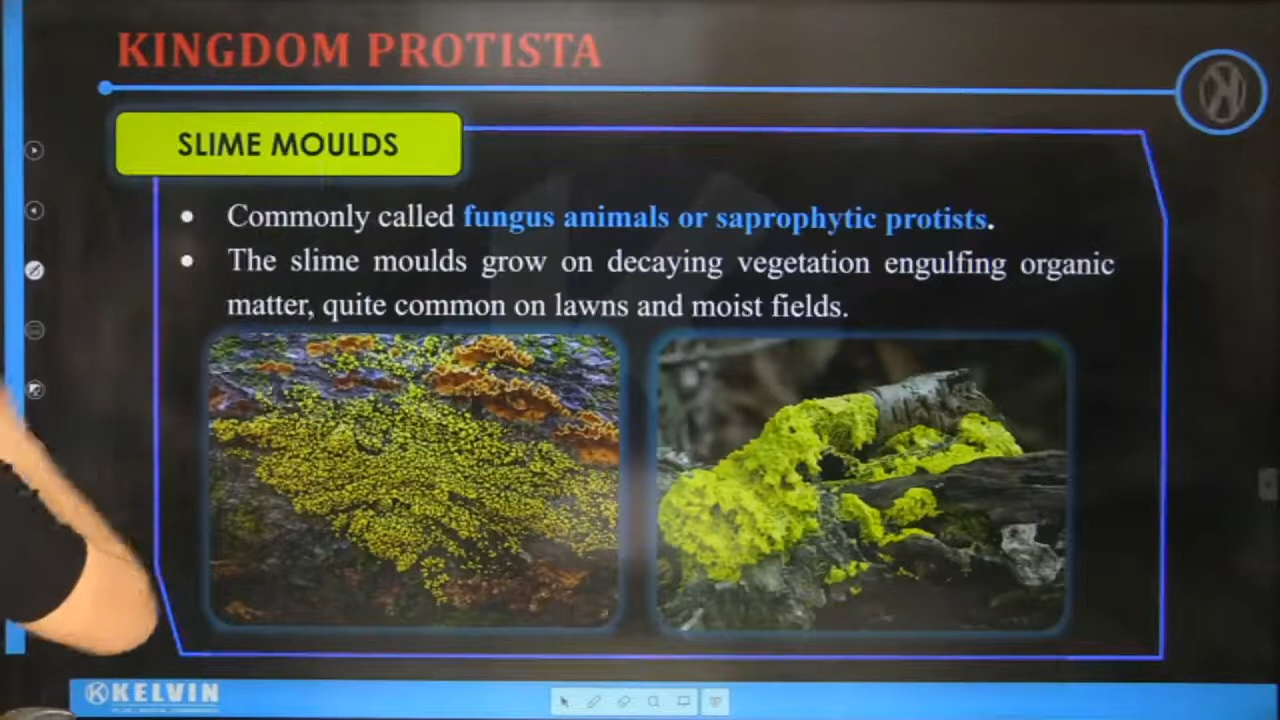 KINGDOM PROTISTA
SLIME MOULDS
• Commonly called fungus animals or saprophytic protists.
• The slime moulds grow on decaying vegetation engulfing organic
matter, quite common on lawns and moist fields.
KELVIN